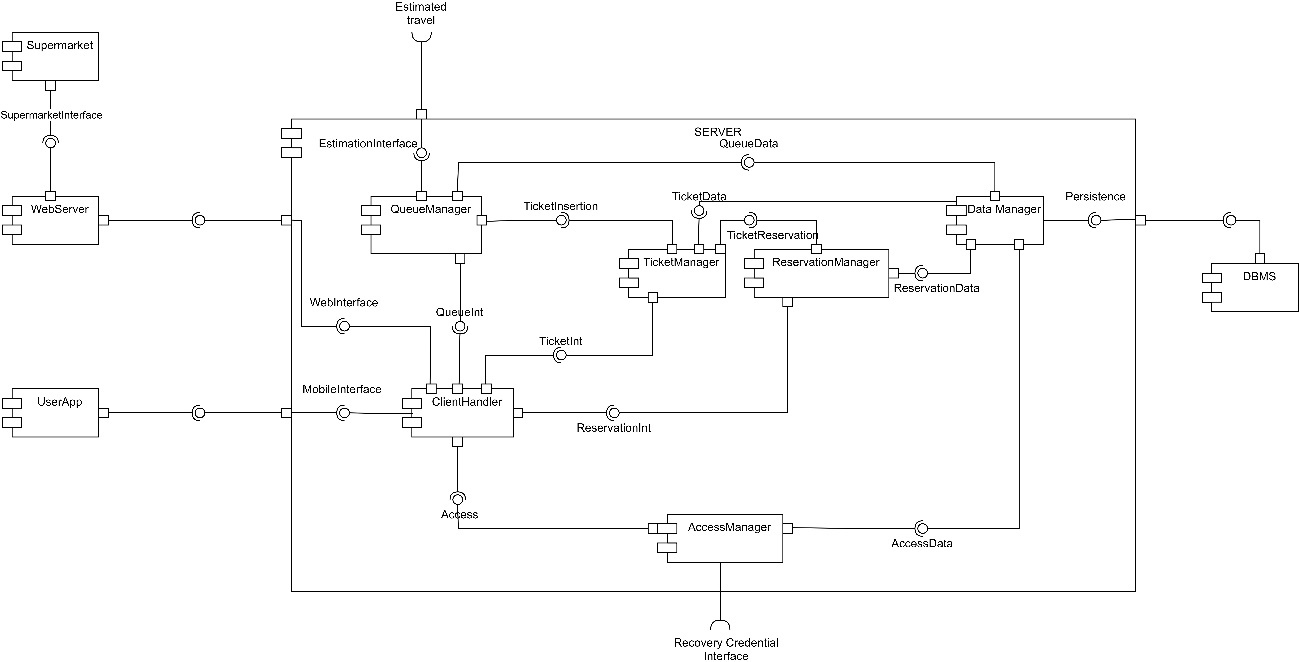 Estimated
travel
Supermarket
SupermarketInterface
SERVER
EstimationInterface
QueueData
WebServer
QueueManager
TicketInsertion
TicketData
Data Manager
Persistence
TicketReservation
TicketManager
ReservationManager
ReservationData
DBMS
WebInterface
QueueInt
TicketInt
UserApp
MobileInterface
ClientHandler
ReservationInt
Access
AccessManager
AccessData
Recovery Credential
Interface